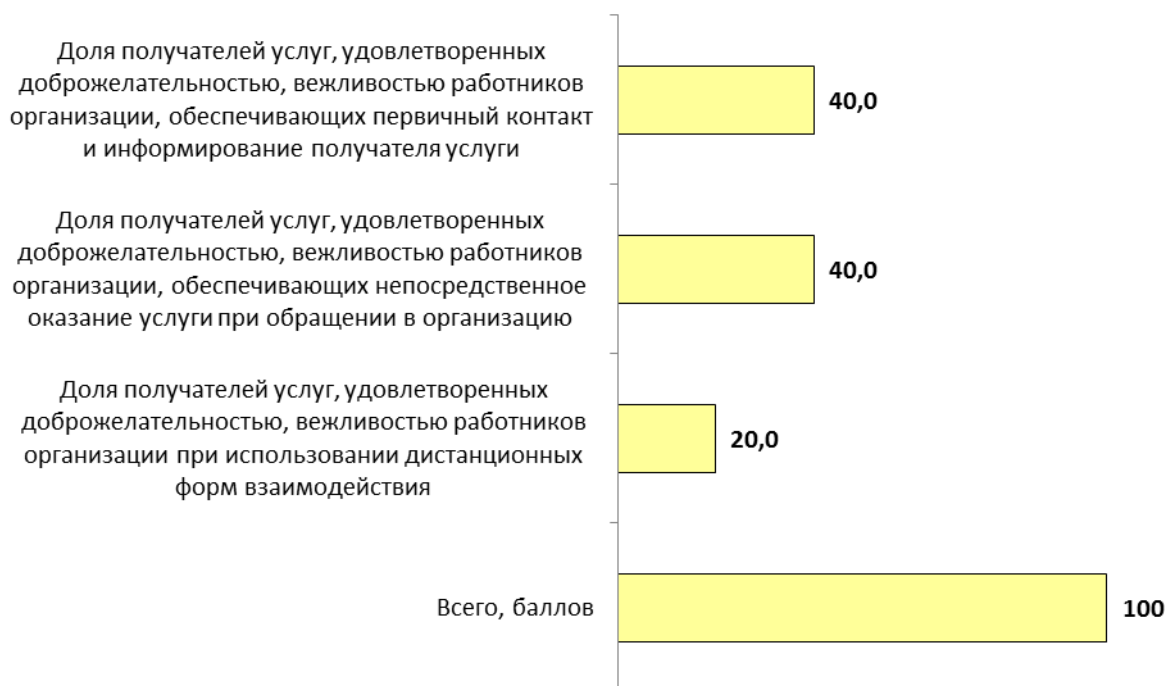 Доля получателей услуг, удовлетворенных
доброжелательностью, вежливостью работников
организации, обеспечивающих первичный контакт
и информирование получателя услуги
40,0
Доля получателей услуг, удовлетворенных
доброжелательностью, вежливостью работников
организации, обеспечивающих непосредственное
оказание услуги при обращении в организацию
40,0
Доля получателей услуг, удовлетворенных
доброжелательностью, вежливостью работников
организации при использовании дистанционных
форм взаимодействия
20,0
Всего, баллов
100